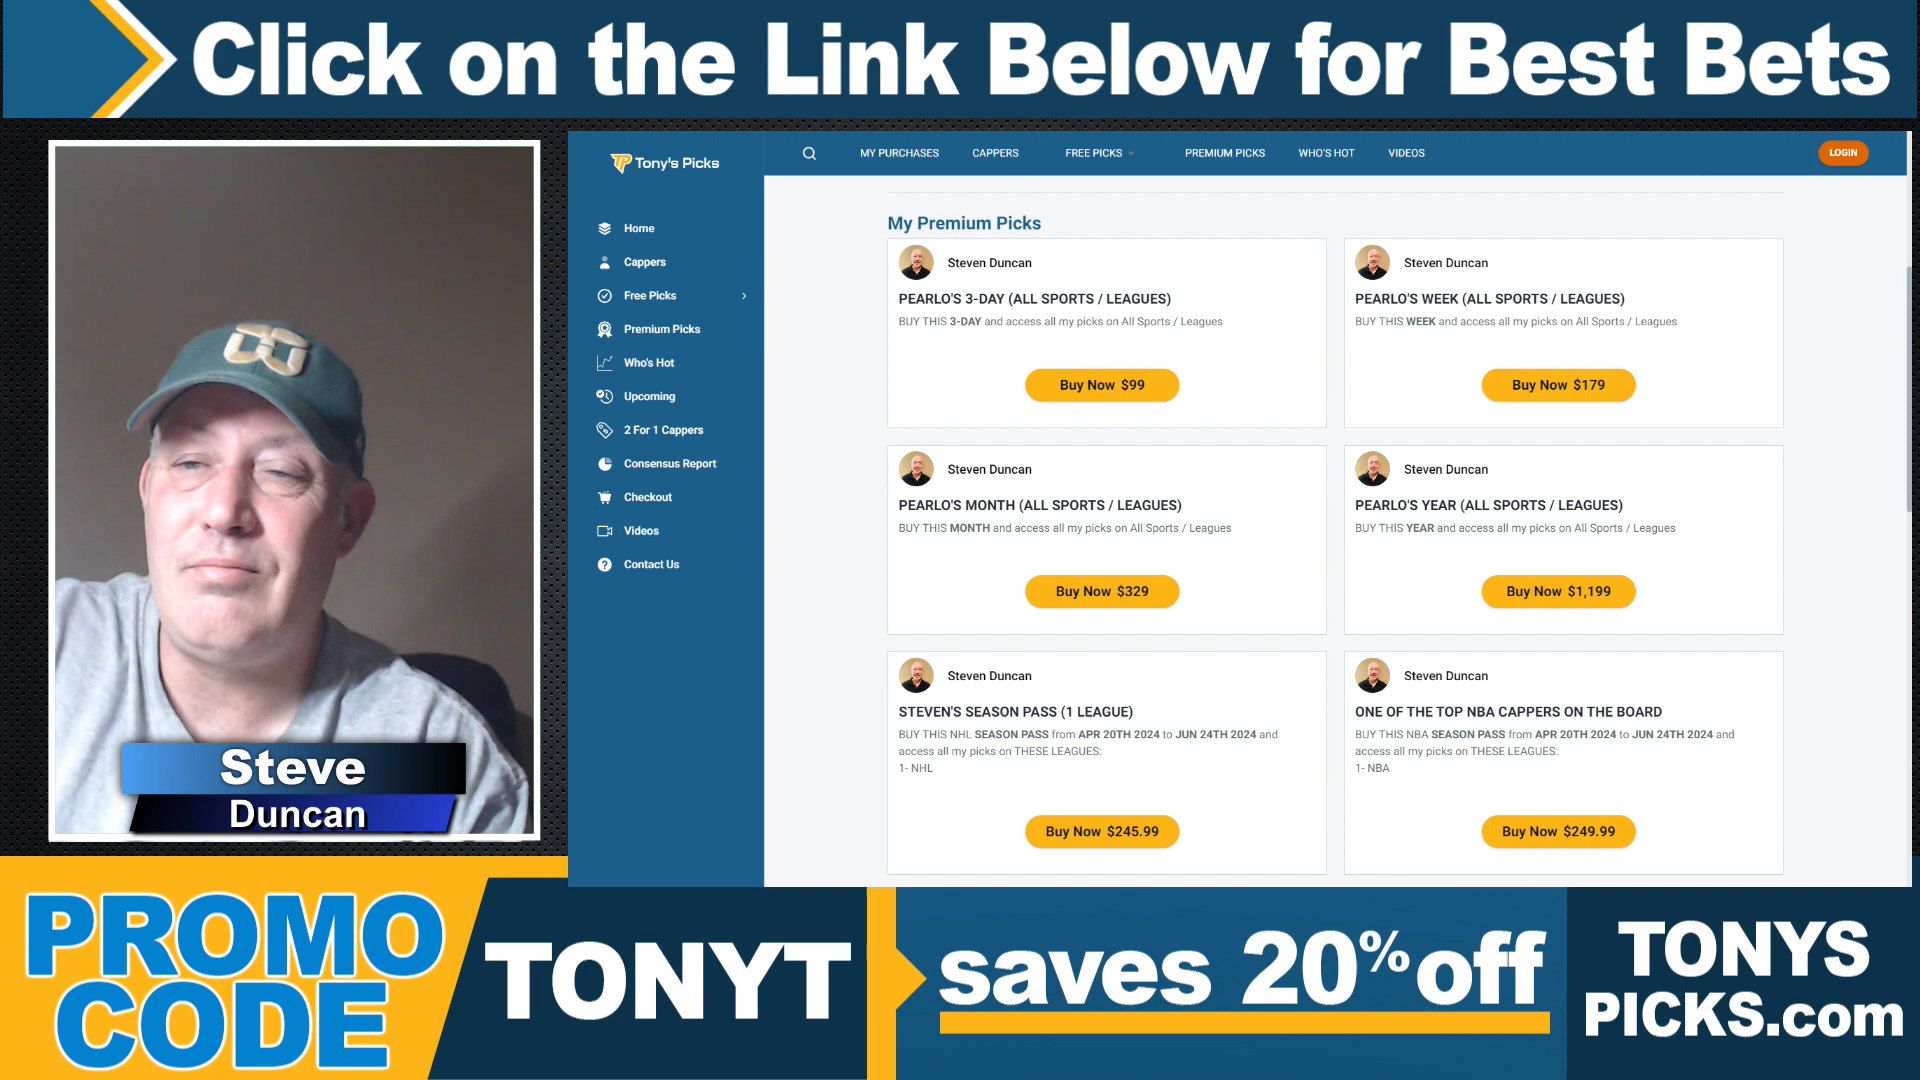 Click on the Link Below for Best Bets
TP Tony's Picks
MY PURCHASES
CAPPERS
FREE PICKS
PREMIUM PICKS
WHO'S HOT
VIDEOS
LOGIN
Home
Cappers
Free Picks
Premium Picks
Who's Hot
Upcoming
2 For 1 Cappers
Consensus Report
Checkout
Videos
Contact Us
My Premium Picks
Steven Duncan
PEARLO'S 3-DAY (ALL SPORTS / LEAGUES)
BUY THIS 3-DAY and access all my picks on All Sports / Leagues
Buy Now $99
Steven Duncan
PEARLO'S WEEK (ALL SPORTS / LEAGUES)
BUY THIS WEEK and access all my picks on All Sports / Leagues
Buy Now $179
Steven Duncan
PEARLO'S MONTH (ALL SPORTS / LEAGUES)
BUY THIS MONTH and access all my picks on All Sports / Leagues
Buy Now $329
Steven Duncan
PEARLO'S YEAR (ALL SPORTS / LEAGUES)
BUY THIS YEAR and access all my picks on All Sports / Leagues
Buy Now $1,199
Steven Duncan
STEVEN'S SEASON PASS (1 LEAGUE)
BUY THIS NHL SEASON PASS from APR 20TH 2024 to JUN 24TH 2024 and
access all my picks on THESE LEAGUES:
1- NHL
Buy Now $245.99
Steven Duncan
ONE OF THE TOP NBA CAPPERS ON THE BOARD
BUY THIS NBA SEASON PASS from APR 20TH 2024 to JUN 24TH 2024 and
access all my picks on THESE LEAGUES:
1- NBA
Buy Now $249.99
Steve
Duncan
PROMO
CODE
TONYT
saves 20% off
TONYS
PICKS.com